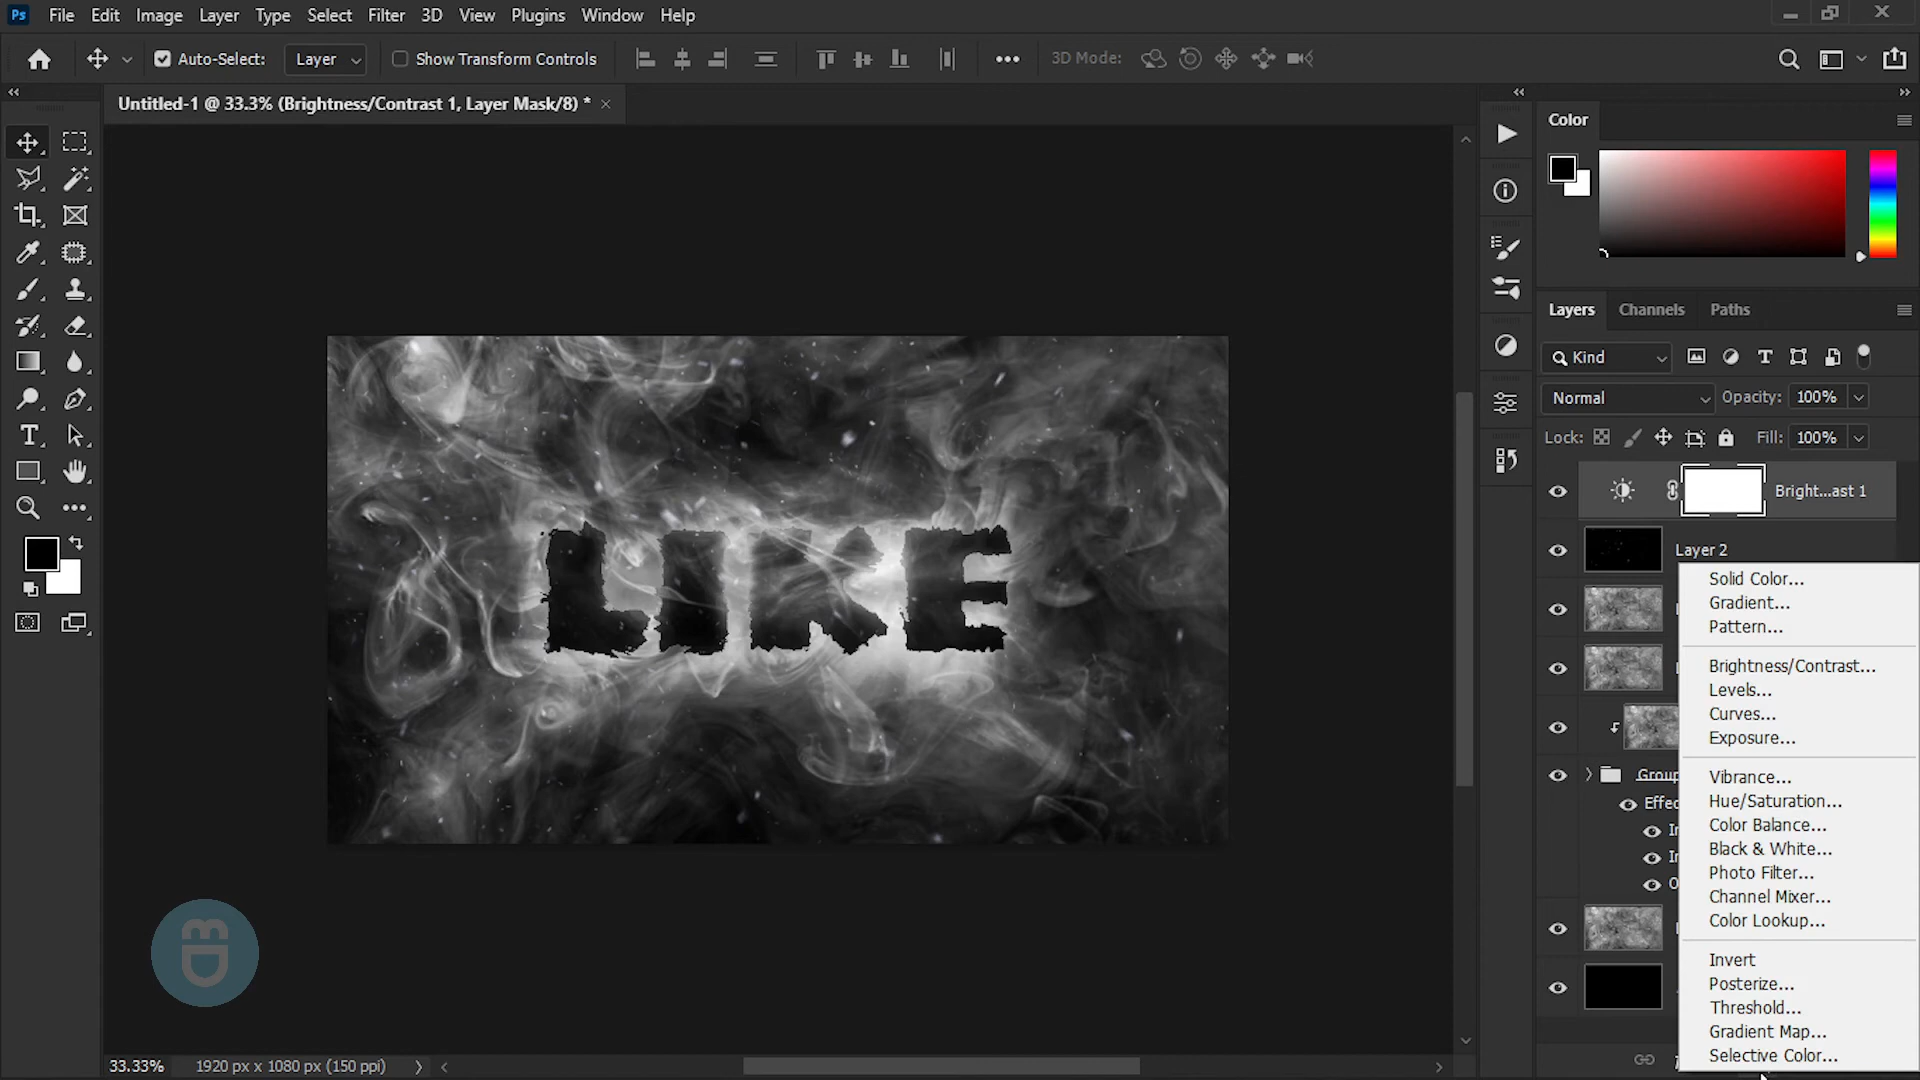 Ps File Edit Image Layer Type Select Filter 3D View Plugins Window Help
Auto-Select: Layer Show Transform Controls 3D Mode:
Untitled-1 @ 33.3% (Brightness/Contrast 1, Layer Mask/8) *
Color
Layers Channels Paths
Kind
Normal Opacity: 100%
Lock: Fill: 100%
Bright...ast 1
Layer 2
Solid Color...
Gradient...
Pattern...
Brightness/Contrast...
Levels...
Curves...
Exposure...
Vibrance...
Hue/Saturation...
Color Balance...
Black & White...
Photo Filter...
Channel Mixer...
Color Lookup...
Invert
Posterize...
Threshold...
Gradient Map...
Selective Color...
Group
Effec
LIKE
33.33% 1920 px x 1080 px (150 ppi)